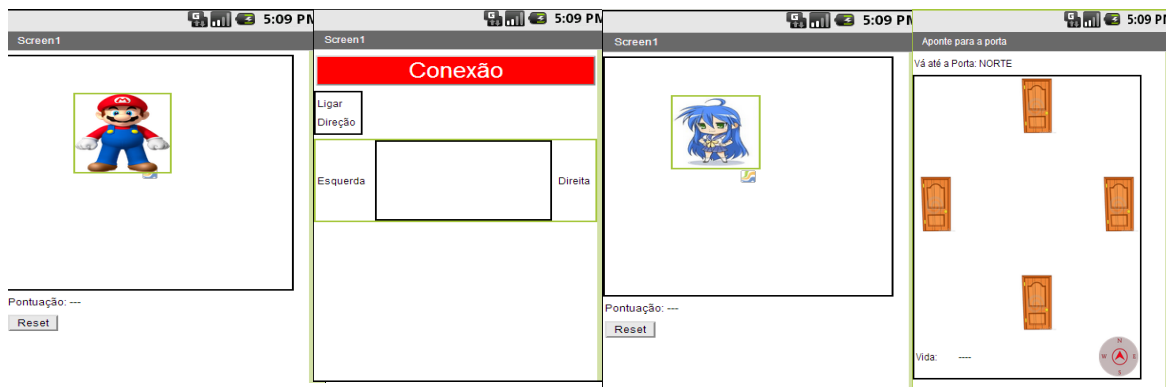 5:09 PM
Screen1
Pontuação: ---
Reset
5:09 PM
Screen1
Conexão
Ligar
Direção
Esquerda
Direita
5:09 PM
Screen1
Pontuação: ---
Reset
5:09 PM
Aponte para a porta
Vá até a Porta: NORTE
Vida: ----
N
W E
S